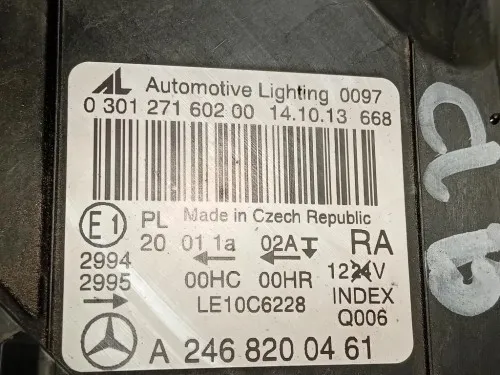 AL Automotive Lighting 0097
0 301 271 602 00 14.10.13 668
Made in Czech Republic
E1 PL 20 01 1a 02A RA
2994 00HC 00HR 12 24V
2995 LE10C6228 INDEX
Q006
A 246 820 04 61